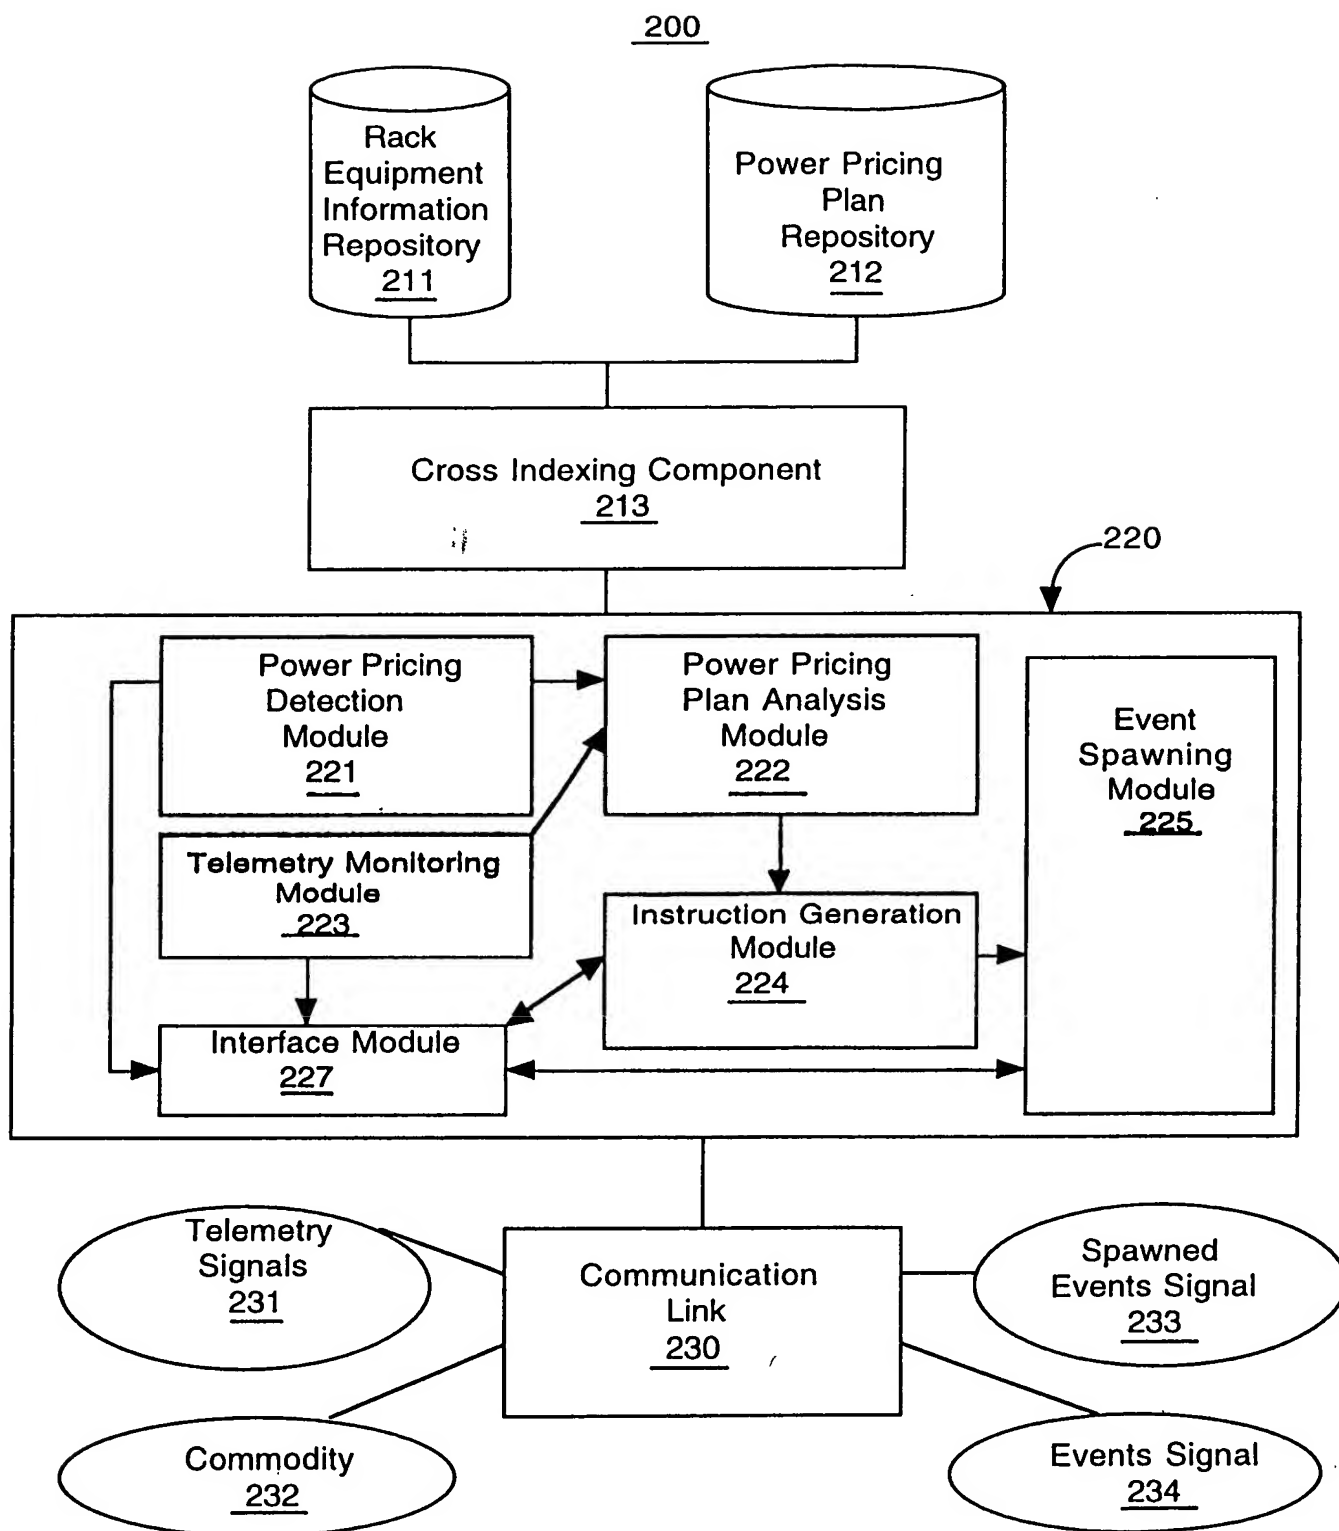 200
Rack
Equipment
Information
Repository
211
Power Pricing
Plan
Repository
212
Cross Indexing Component
213
220
Power Pricing
Detection
Module
221
Power Pricing
Plan Analysis
Module
222
Event
Spawning
Module
225
Telemetry Monitoring
Module
223
Instruction Generation
Module
224
Interface Module
227
Telemetry
Signals
231
Communication
Link
230
Spawned
Events Signal
233
Commodity
232
Events Signal
234